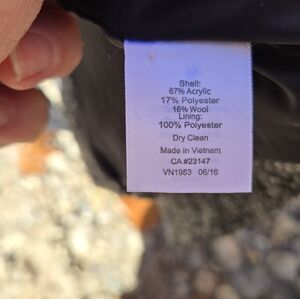 Shell:
67% Acrylic
17% Polyester
16% Wool
Lining:
100% Polyester
Dry Clean
Made in Vietnam
CA #23147
VN1953 06/16